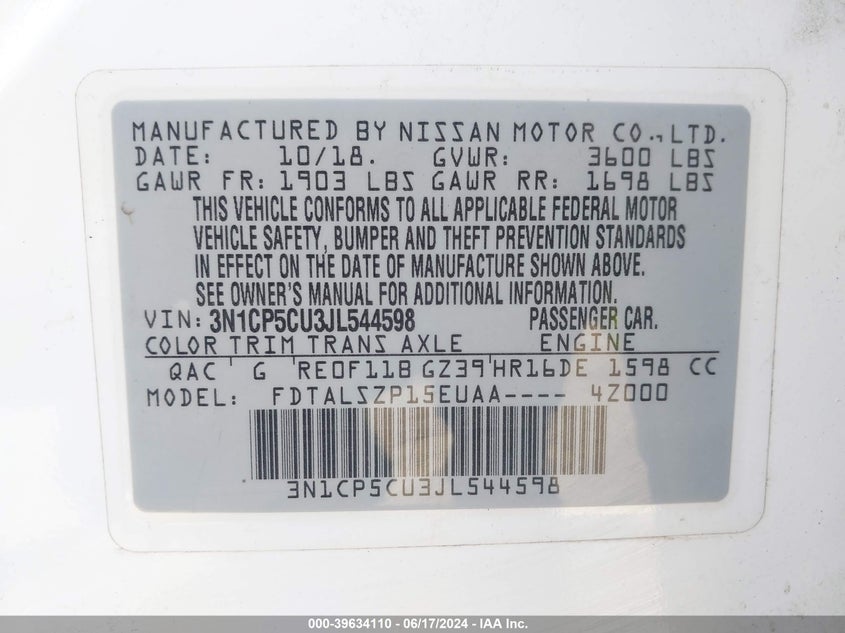 MANUFACTURED BY NISSAN MOTOR CO.,LTD.
DATE: 10/18. GVWR: 3600 LBS
GAWR FR: 1903 LBS GAWR RR: 1698 LBS
THIS VEHICLE CONFORMS TO ALL APPLICABLE FEDERAL MOTOR
VEHICLE SAFETY, BUMPER AND THEFT PREVENTION STANDARDS
IN EFFECT ON THE DATE OF MANUFACTURE SHOWN ABOVE.
SEE OWNER'S MANUAL FOR ADDITIONAL INFORMATION.
VIN: 3N1CP5CU3JL544598 PASSENGER CAR.
COLOR TRIM TRANS AXLE ENGINE
QAC G RE0F11B GZ39 HR16DE 1598 CC
MODEL: FDTALSZP15EUAA---- 4Z000
3N1CP5CU3JL544598
000-39634110 - 06/17/2024 - IAA Inc.